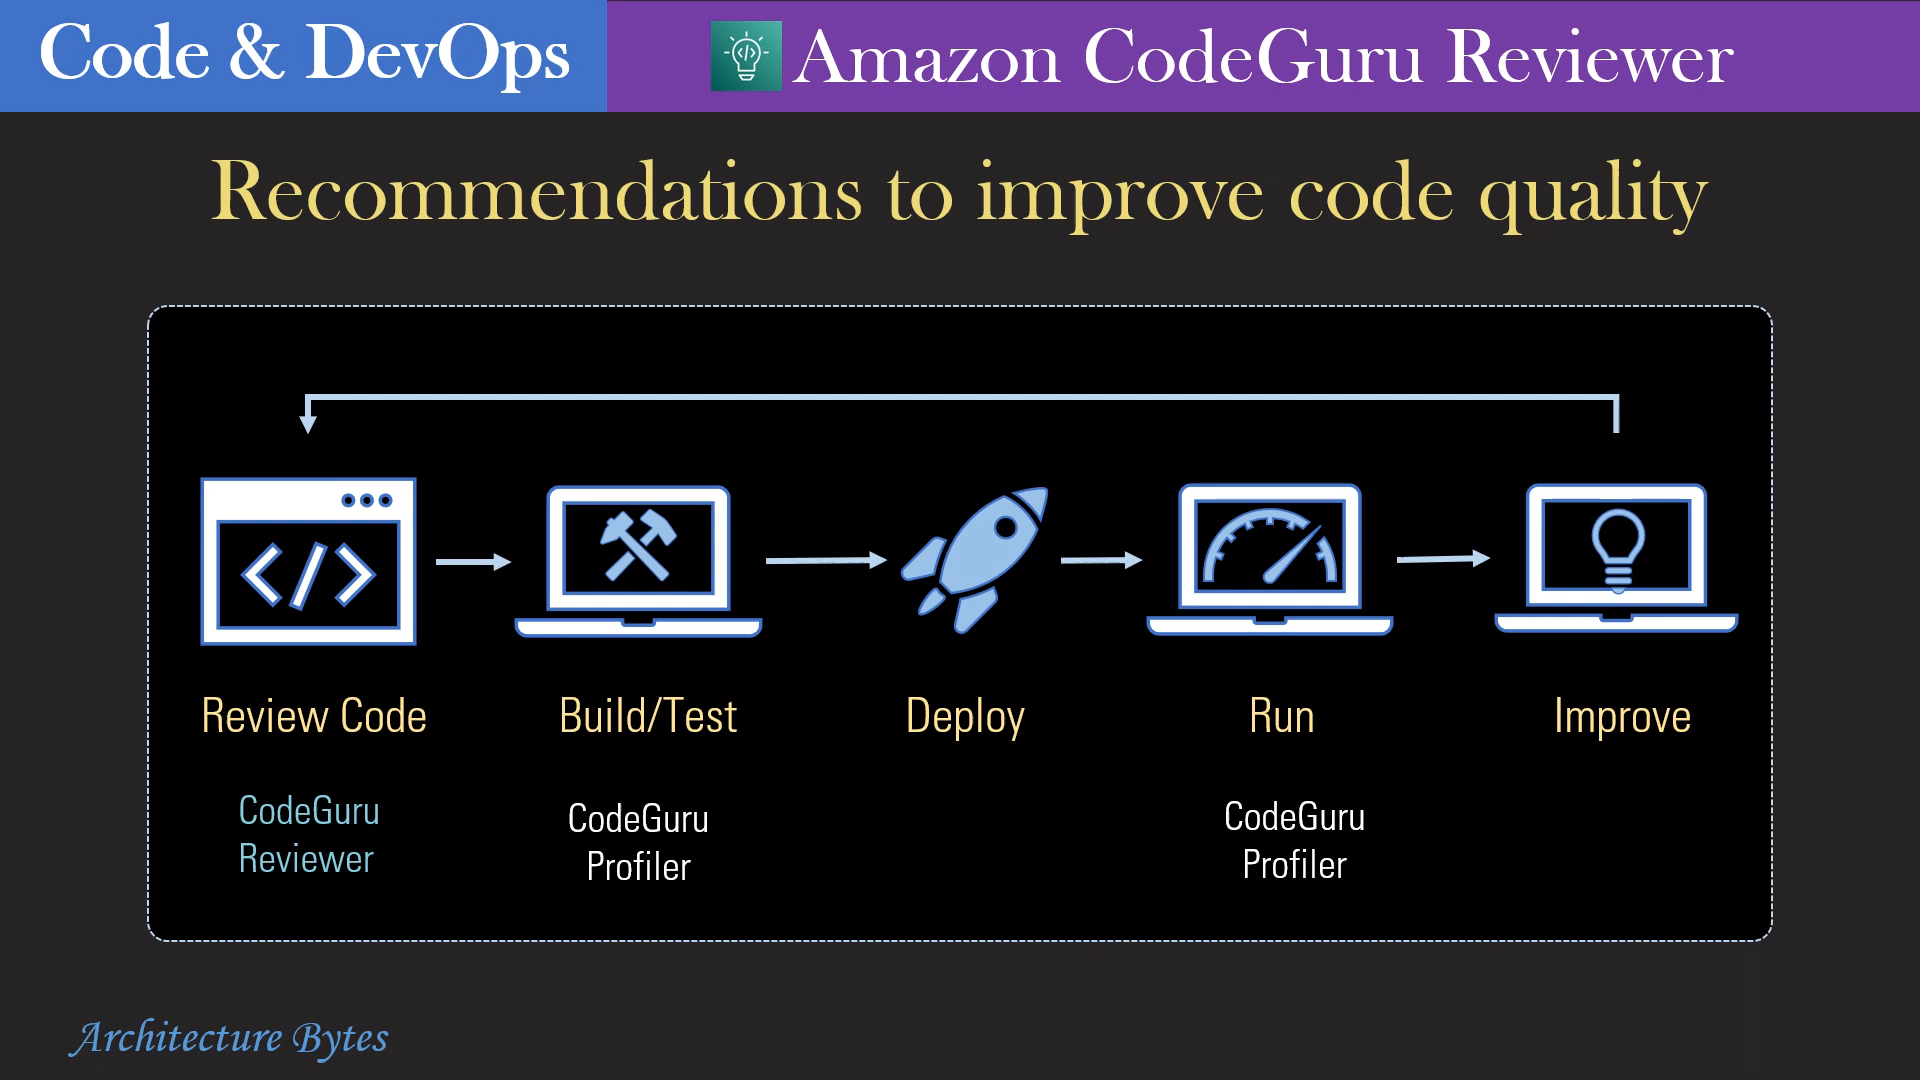 Code & DevOps
Amazon CodeGuru Reviewer
Recommendations to improve code quality
Review Code
Build/Test
Deploy
Run
Improve
CodeGuru
Reviewer
CodeGuru
Profiler
CodeGuru
Profiler
Architecture Bytes